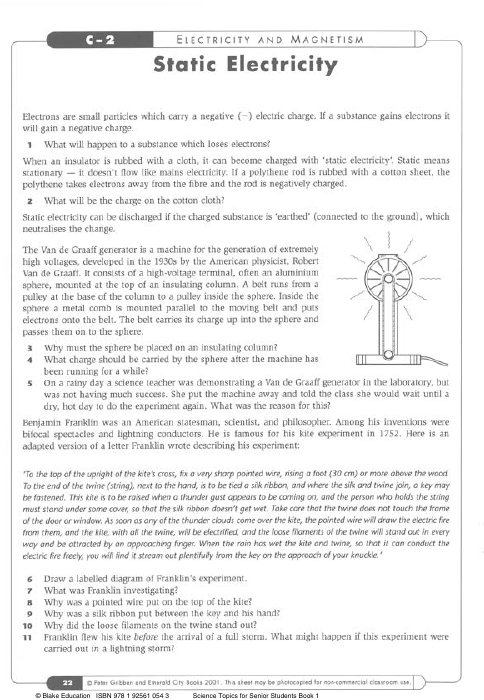 C–2
ELECTRICITY AND MAGNETISM
Static Electricity
Electrons are small particles which carry a negative (–) electric charge. If a substance gains electrons it
will gain a negative charge.
1 What will happen to a substance which loses electrons?
When an insulator is rubbed with a cloth, it can become charged with 'static electricity'. Static means
stationary — it doesn't flow like mains electricity. If a polythene rod is rubbed with a cotton sheet, the
polythene takes electrons away from the fibre and the rod is negatively charged.
2 What will be the charge on the cotton cloth?
Static electricity can be discharged if the charged substance is 'earthed' (connected to the ground), which
neutralises the change.
The Van de Graaff generator is a machine for the generation of extremely
high voltages, developed in the 1930s by the American physicist, Robert
Van de Graaff. It consists of a high-voltage terminal, often an aluminium
sphere, mounted at the top of an insulating column. A belt runs from a
pulley at the base of the column to a pulley inside the sphere. Inside the
sphere a metal comb is mounted parallel to the moving belt and puts
electrons onto the belt. The belt carries its charge up into the sphere and
passes them on to the sphere.
3 Why must the sphere be placed on an insulating column?
4 What charge should be carried by the sphere after the machine has
been running for a while?
5 On a rainy day a science teacher was demonstrating a Van de Graaff generator in the laboratory, but
was not having much success. She put the machine away and told the class she would wait until a
dry, hot day to do the experiment again. What was the reason for this?
Benjamin Franklin was an American statesman, scientist, and philosopher. Among his inventions were
bifocal spectacles and lightning conductors. He is famous for his kite experiment in 1752. Here is an
adapted version of a letter Franklin wrote describing his experiment:
'To the top of the upright of the kite's cross, fix a very sharp pointed wire, rising a foot (30 cm) or more above the wood.
To the end of the twine (string), next to the hand, is to be tied a silk ribbon, and where the silk and twine join, a key may
be fastened. This kite is to be raised when a thunder gust appears to be coming on, and the person who holds the string
must stand under some cover, so that the silk ribbon doesn't get wet. Take care that the twine does not touch the frame
of the door or window. As soon as any of the thunder clouds come over the kite, the pointed wire will draw the electric fire
from them, and the kite, with all the twine, will be electrified, and the loose filaments of the twine will stand out in every
way and be attracted by an approaching finger. When the rain has wet the kite and twine, so that it can conduct the
electric fire freely, you will find it stream out plentifully from the key on the approach of your knuckle.'
6 Draw a labelled diagram of Franklin's experiment.
7 What was Franklin investigating?
8 Why was a pointed wire put on the top of the kite?
9 Why was a silk ribbon put between the key and his hand?
10 Why did the loose filaments on the twine stand out?
11 Franklin flew his kite before the arrival of a full storm. What might happen if this experiment were
carried out in a lightning storm?
22
© Peter Gribben and Emerald City Books 2001. This sheet may be photocopied for non-commercial classroom use.
© Blake Education ISBN 978 1 92561 054 3 Science Topics for Senior Students Book 1